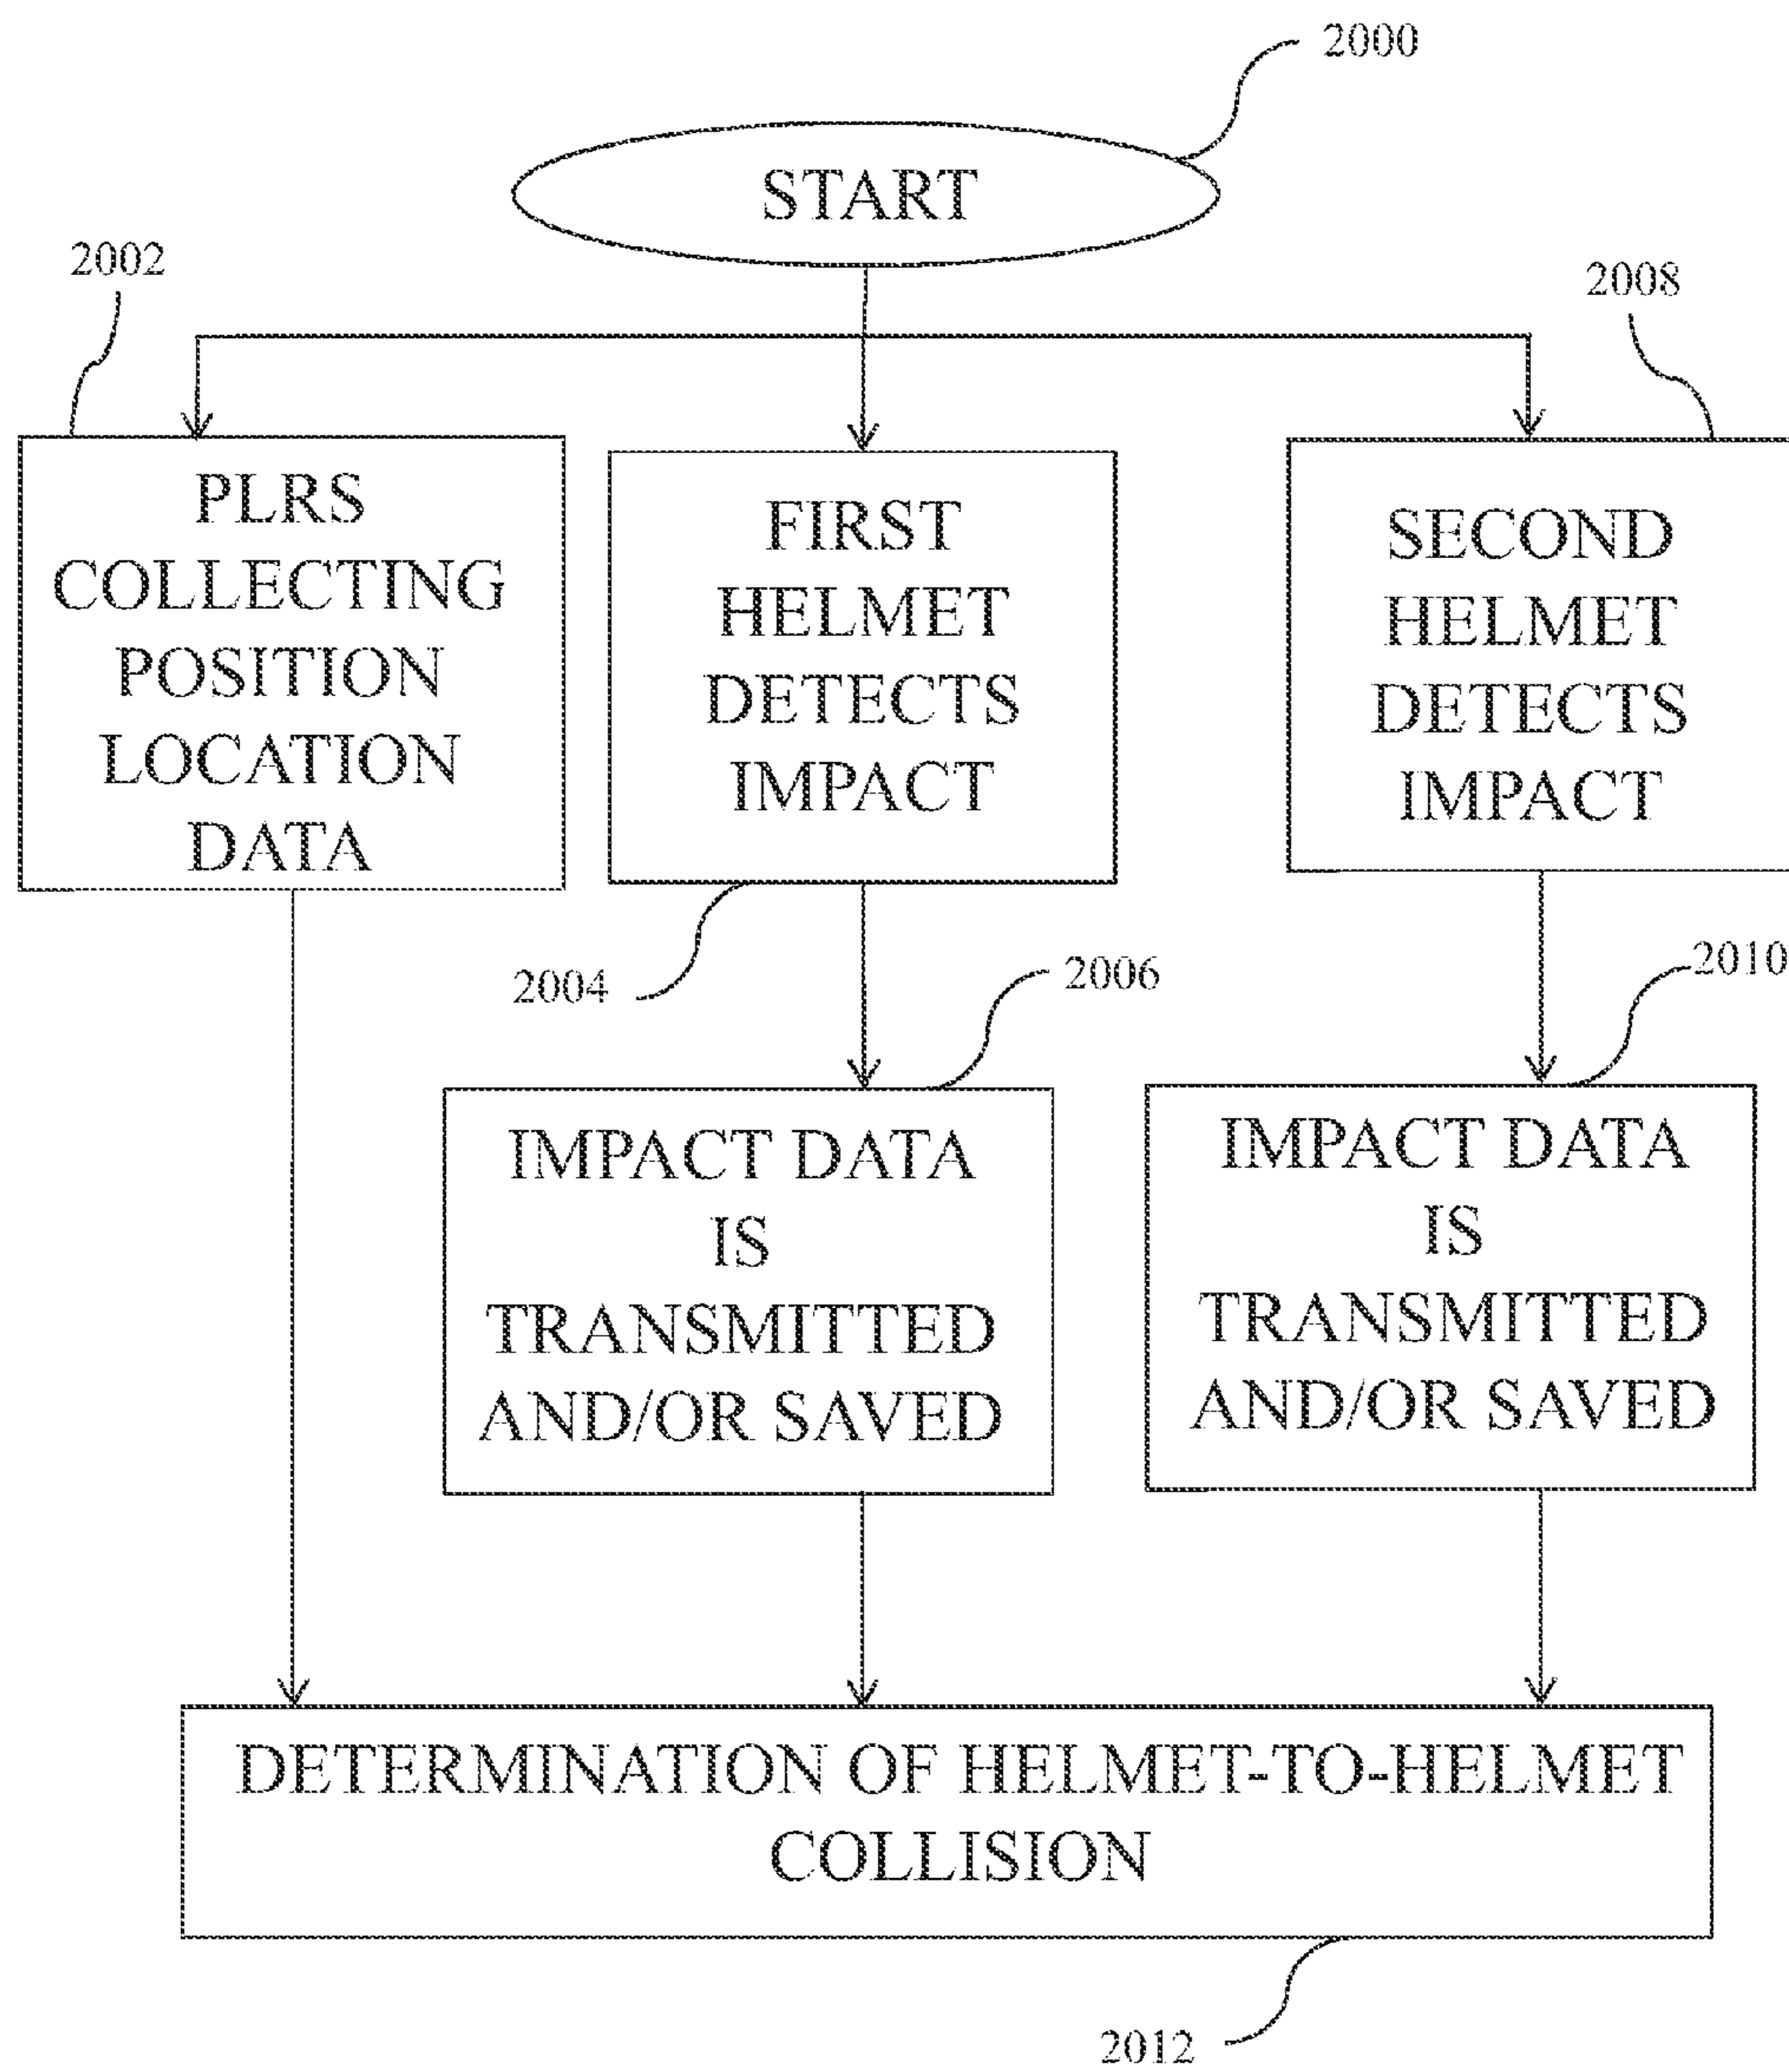 2000
START
2002
2008
PLRS
COLLECTING
POSITION
LOCATION
DATA
FIRST
HELMET
DETECTS
IMPACT
SECOND
HELMET
DETECTS
IMPACT
2004
2006
2010
IMPACT DATA
IS
TRANSMITTED
AND/OR SAVED
IMPACT DATA
IS
TRANSMITTED
AND/OR SAVED
DETERMINATION OF HELMET-TO-HELMET
COLLISION
2012